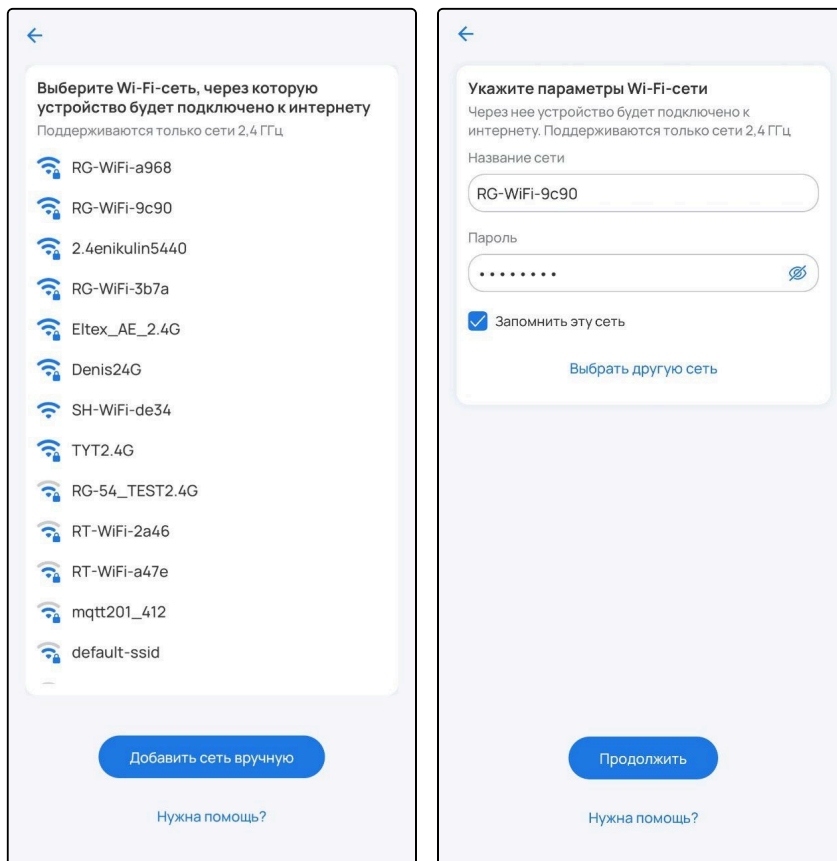 Выберите Wi-Fi-сеть, через которую
устройство будет подключено к интернету
Поддерживаются только сети 2,4 ГГц
RG-WiFi-a968
RG-WiFi-9c90
2.4enikulin5440
RG-WiFi-3b7a
Eltex_AE_2.4G
Denis24G
SH-WiFi-de34
TYT2.4G
RG-54_TEST2.4G
RT-WiFi-2a46
RT-WiFi-a47e
mqtt201_412
default-ssid
Добавить сеть вручную
Нужна помощь?
Укажите параметры Wi-Fi-сети
Через нее устройство будет подключено к
интернету. Поддерживаются только сети 2,4 ГГц
Название сети
RG-WiFi-9c90
Пароль
••••••••
Запомнить эту сеть
Выбрать другую сеть
Продолжить
Нужна помощь?